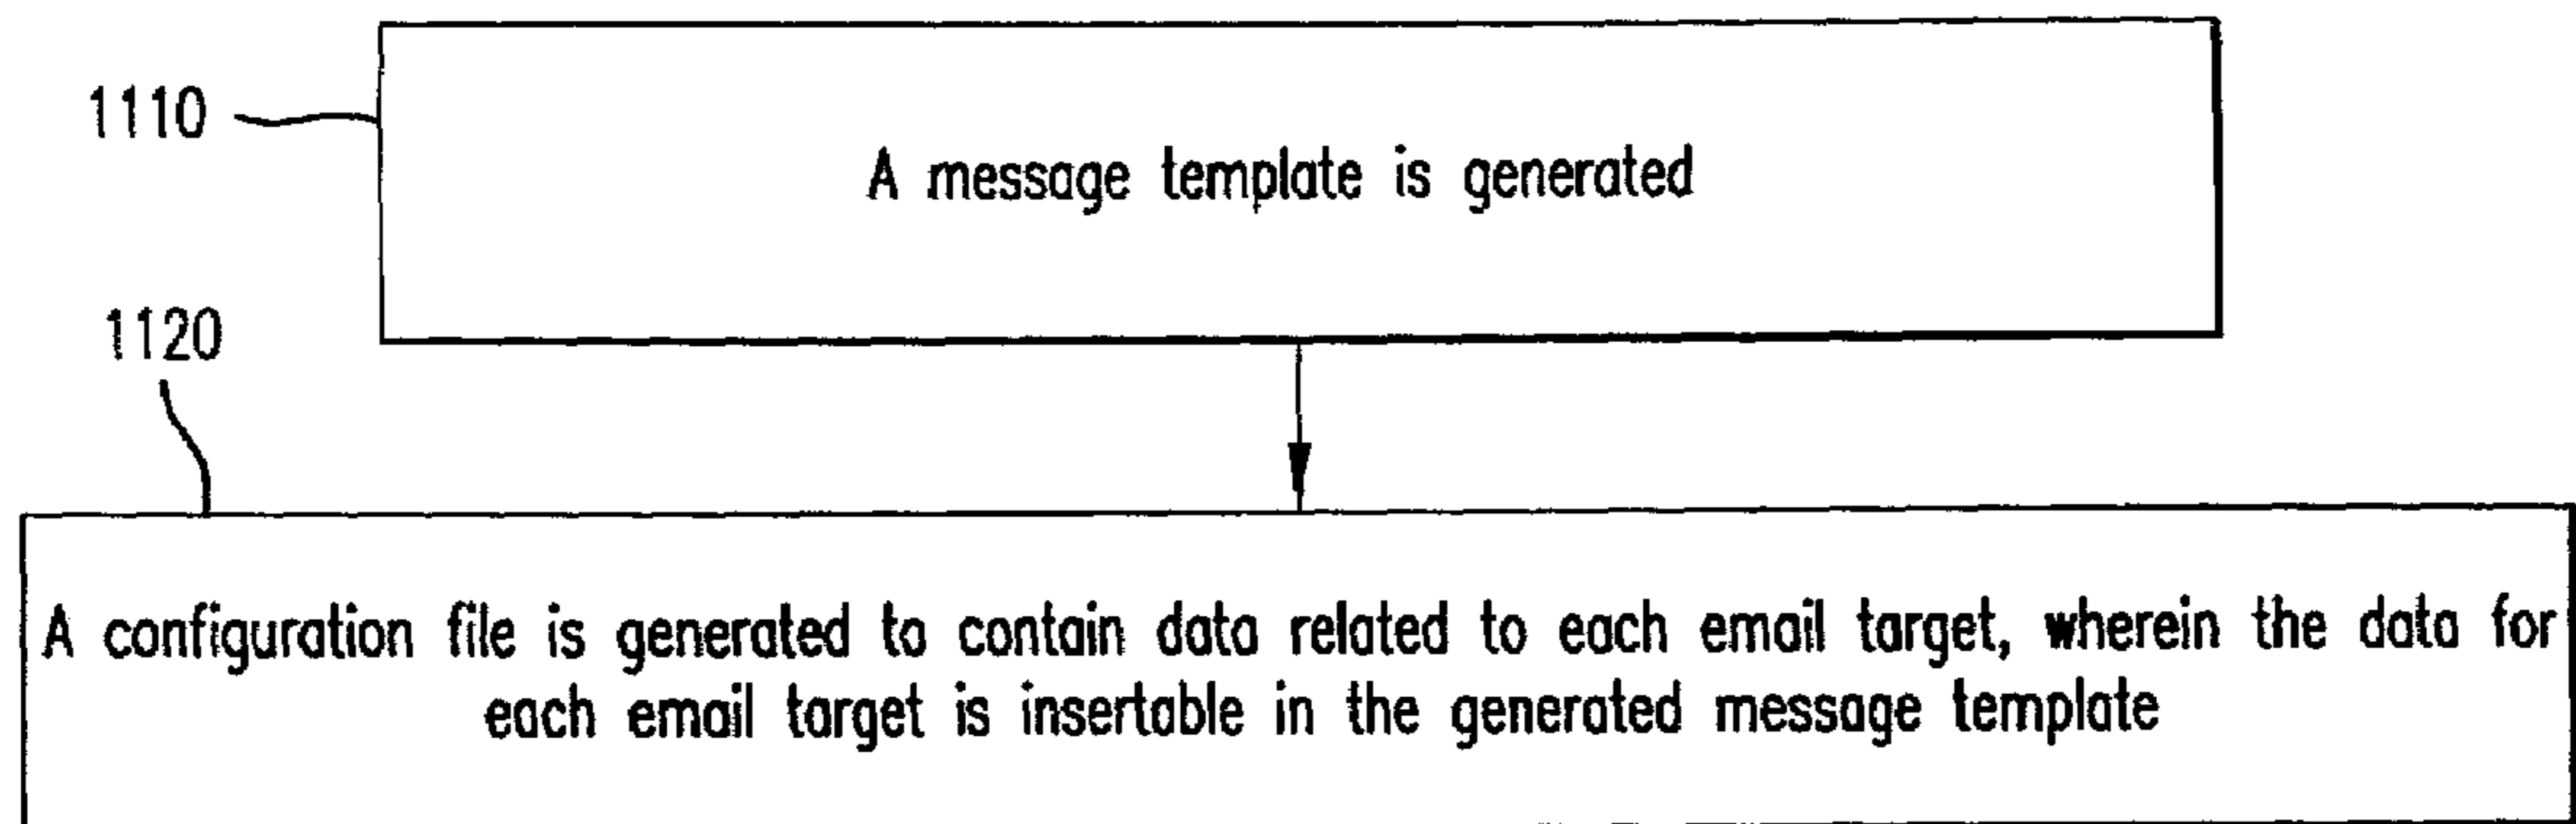 1110
A message template is generated
1120
A configuration file is generated to contain data related to each email target, wherein the data for
each email target is insertable in the generated message template